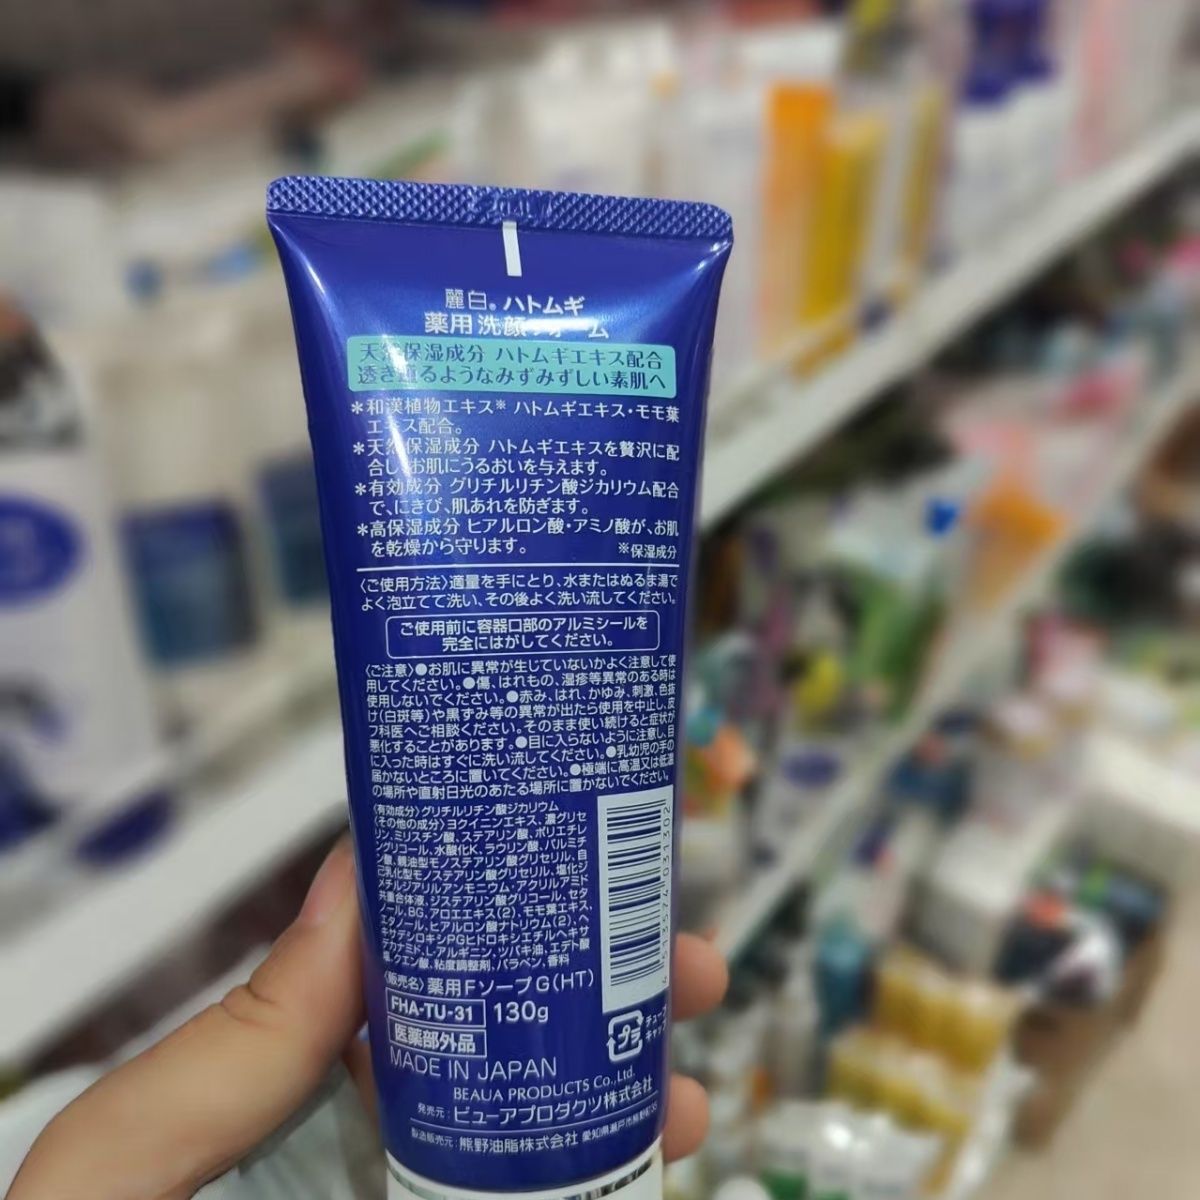 麗白® ハトムギ
薬用洗顔フォーム
天然保湿成分 ハトムギエキス配合
透き通るようなみずみずしい素肌へ
＊和漢植物エキス※ ハトムギエキス・モモ葉
エキス配合。
＊天然保湿成分 ハトムギエキスを贅沢に配
合し、お肌にうるおいを与えます。
＊有効成分 グリチルリチン酸ジカリウム配合
で、にきび、肌あれを防ぎます。
＊高保湿成分 ヒアルロン酸・アミノ酸が、お肌
を乾燥から守ります。 ※保湿成分
〈ご使用方法〉適量を手にとり、水またはぬるま湯で
よく泡立てて洗い、その後よく洗い流してください。
ご使用前に容器口部のアルミシールを
完全にはがしてください。
〈ご注意〉●お肌に異常が生じていないかよく注意して使
用してください。●傷、はれもの、湿疹等異常のある時は
使用しないでください。●赤み、はれ、かゆみ、刺激、色抜
け(白斑等)や黒ずみ等の異常が出たら使用を中止し、皮
フ科医へご相談ください。そのまま使い続けると症状が
悪化することがあります。●目に入らないように注意し、目
に入った時はすぐに洗い流してください。●乳幼児の手の
届かないところに置いてください。●極端に高温又は低温
の場所や直射日光のあたる場所に置かないでください。
〈有効成分〉グリチルリチン酸ジカリウム
〈その他の成分〉ヨクイニンエキス、濃グリセ
リン、ミリスチン酸、ステアリン酸、ポリエチレ
ングリコール、水酸化K、ラウリン酸、パルミチ
ン酸、親油型モノステアリン酸グリセリル、自
己乳化型モノステアリン酸グリセリル、塩化ジ
メチルジアリルアンモニウム・アクリルアミド
共重合体液、ジステアリン酸グリコール、セタ
ノール、BG、アロエエキス(2)、モモ葉エキス、
エタノール、ヒアルロン酸ナトリウム(2)、ヘ
キサデシロキシPGヒドロキシエチルヘキサ
デカナミド、L-アルギニン、ツバキ油、エデト酸
塩、クエン酸、粘度調整剤、パラベン、香料
〈販売名〉薬用FソープG(HT)
FHA-TU-31 130g
医薬部外品
MADE IN JAPAN
4 513574 031302
プラ
チューブ
キャップ
BEAUA PRODUCTS Co., Ltd.
発売元:ビューアプロダクツ株式会社
製造販売元:熊野油脂株式会社 愛知県瀬戸市